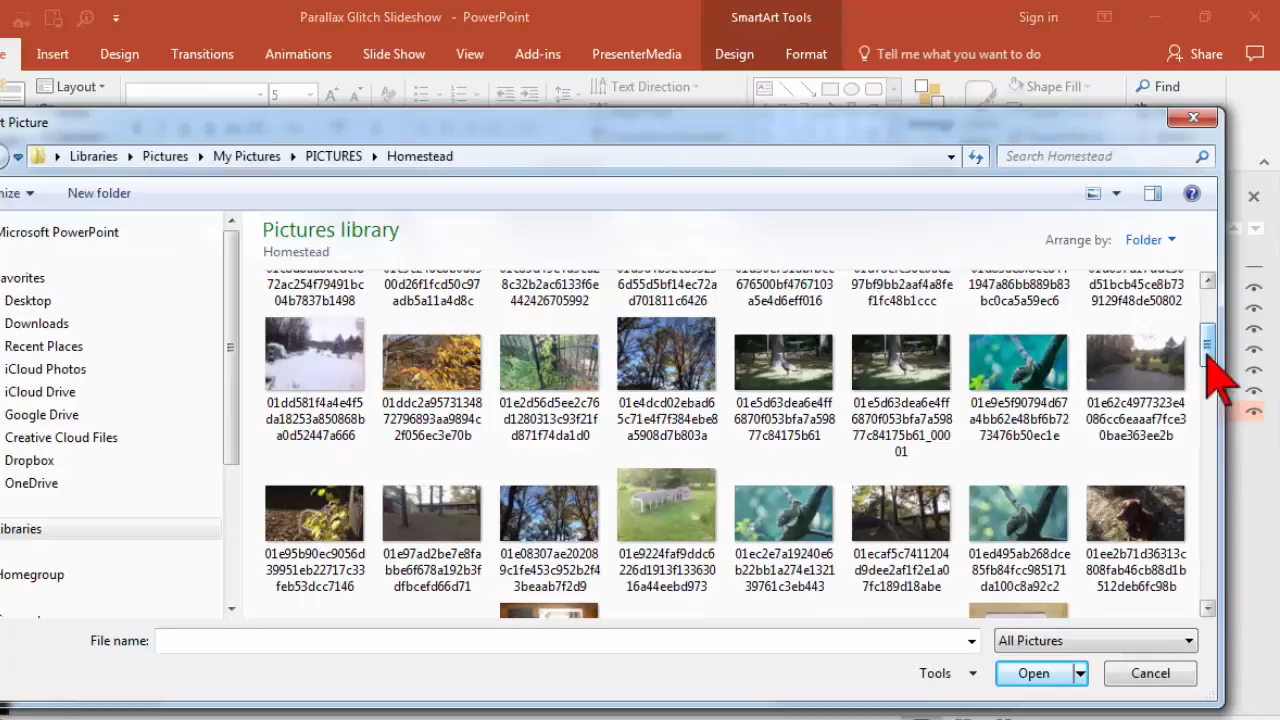 Parallax Glitch Slideshow - PowerPoint
SmartArt Tools
Sign in
Insert Design Transitions Animations Slide Show View Add-ins PresenterMedia Design Format Tell me what you want to do Share
Layout 5 Text Direction Shape Fill Find
t Picture
Libraries Pictures My Pictures PICTURES Homestead
Search Homestead
nize New folder
Microsoft PowerPoint
avorites
Desktop
Downloads
Recent Places
iCloud Photos
iCloud Drive
Google Drive
Creative Cloud Files
Dropbox
OneDrive
ibraries
Homegroup
Pictures library
Homestead
Arrange by: Folder
72ac254f79491bc 00d26f1fcd50c97 8c32b2ac6133f6e 6d55d5bf14ec72a 676500bf4767103 97bf9bb2aaf4a8fe 1947a86bb889b83 d51bcb45ce8b73
04b7837b1498 adb5a11a4d8c 442426705992 d701811c6426 a5e4d6eff016 f1fc48b1ccc bc0ca5a59ec6 9129f48de50802
01dd581f4a4e4f5 01ddc2a95731348 01e2d56d5ee2c76 01e4dcd02ebad6 01e5d63dea6e4ff 01e5d63dea6e4ff 01e9e5f90794d67 01e62c4977323e4
da18253a850868b 72796893aa9894c d1280313c93f21f 5c71e4f7f384ebe8 6870f053bfa7a598 6870f053bfa7a598 a4bb62e48bf6b72 086cc6eaaaf7fce3
a0d52447a666 2f056ec3e70b d871f74da1d0 a5908d7b803a 77c84175b61 77c84175b61_000 73476b50ec1e 0bae363ee2b
01
01e95b90ec9056d 01e97ad2be7e8fa 01e08307ae20208 01e9224faf9ddc6 01ec2e7a19240e6 01ecaf5c7411204 01ed495ab268dce 01ee2b71d36313c
39951eb22717c33 bbe6f678a192b3f 9c1fe453c952b2f4 226d1913f133630 b22bb1a274e1321 d9dee2af1f2e1a0 85fb84fcc985171 808fab46cb88d1b
feb53dcc7146 dfbcefd66d71 3beaab7f2d9 16a44eebd973 39761c3eb443 7fc189d18abe da100c8a92c2 512deb6fc98b
File name: All Pictures
Tools Open Cancel